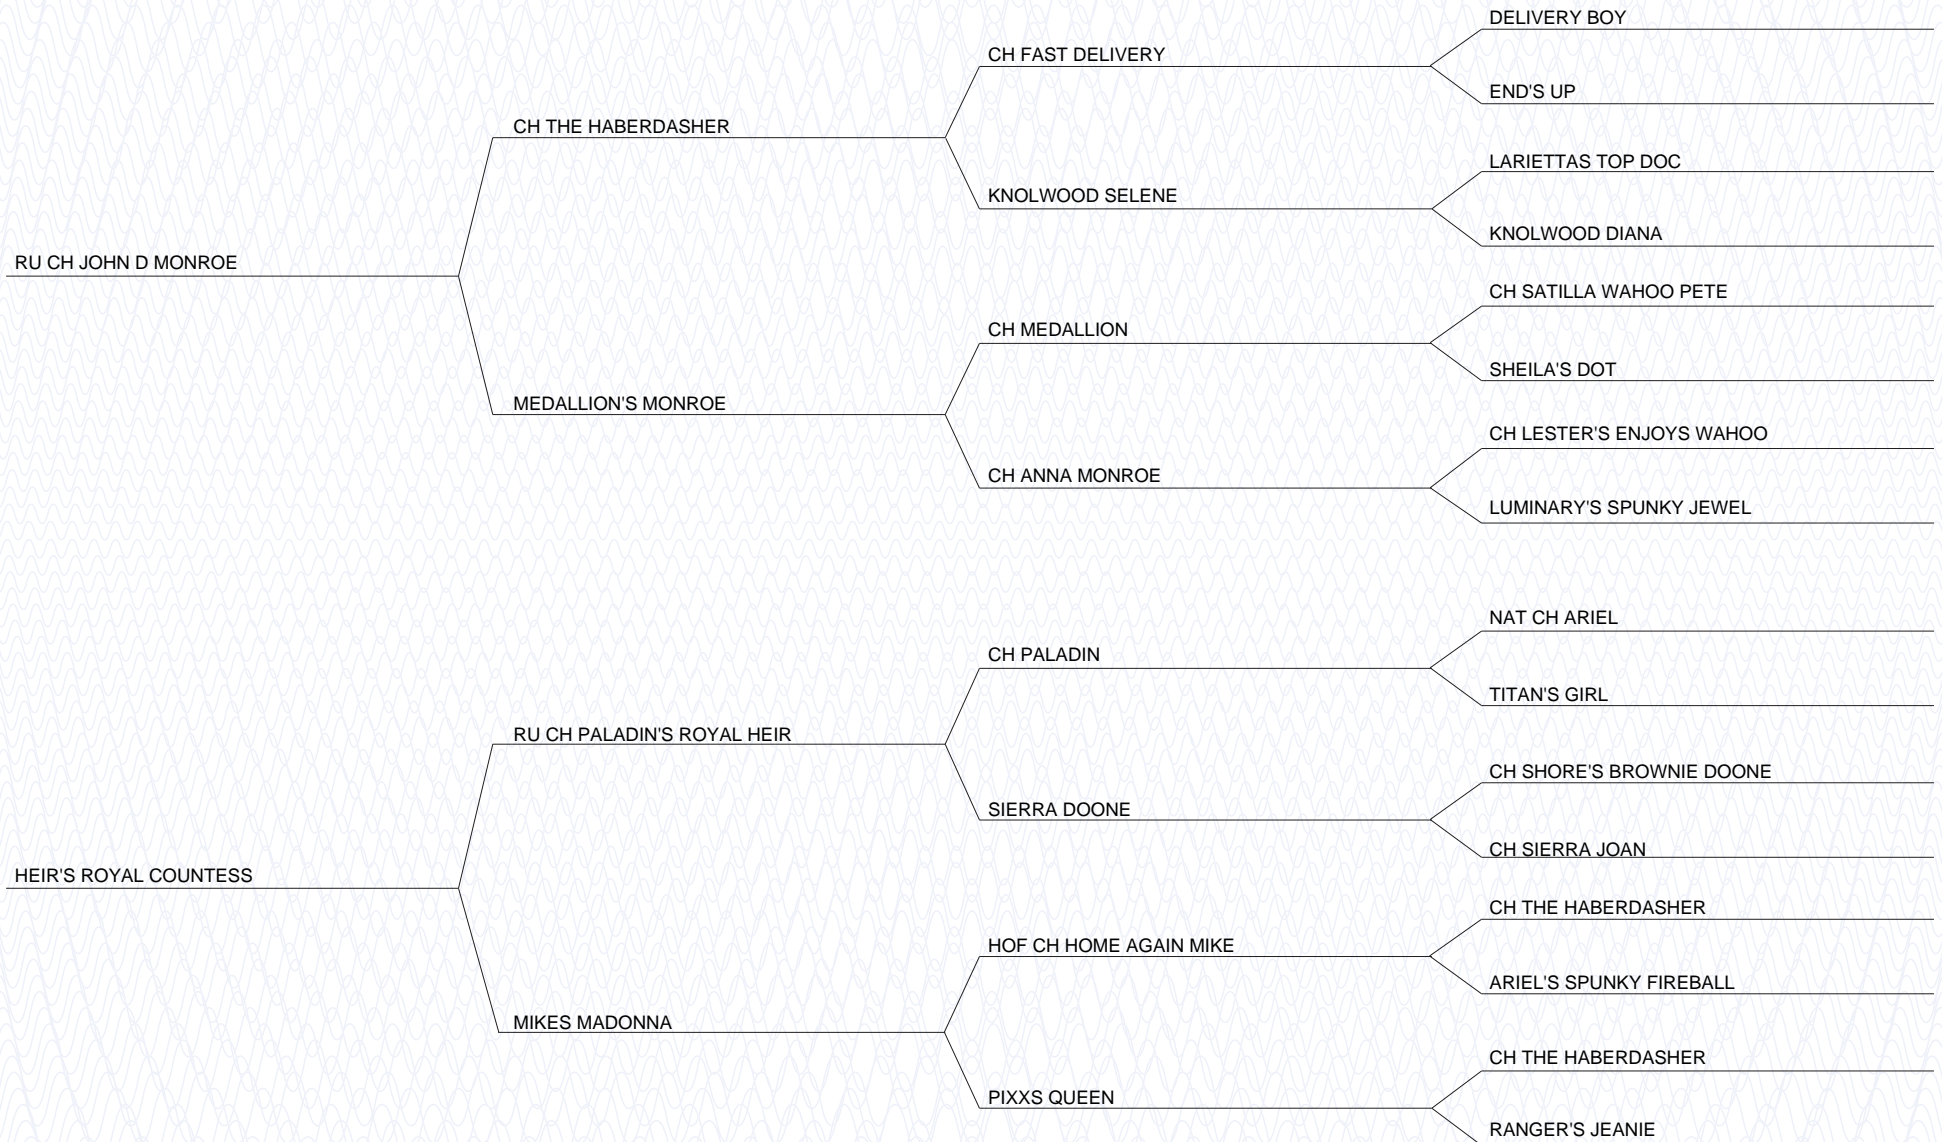 DELIVERY BOY
CH FAST DELIVERY
END'S UP
CH THE HABERDASHER
LARIETTAS TOP DOC
KNOLWOOD SELENE
KNOLWOOD DIANA
RU CH JOHN D MONROE
CH SATILLA WAHOO PETE
CH MEDALLION
SHEILA'S DOT
MEDALLION'S MONROE
CH LESTER'S ENJOYS WAHOO
CH ANNA MONROE
LUMINARY'S SPUNKY JEWEL
NAT CH ARIEL
CH PALADIN
TITAN'S GIRL
RU CH PALADIN'S ROYAL HEIR
CH SHORE'S BROWNIE DOONE
SIERRA DOONE
CH SIERRA JOAN
HEIR'S ROYAL COUNTESS
CH THE HABERDASHER
HOF CH HOME AGAIN MIKE
ARIEL'S SPUNKY FIREBALL
MIKES MADONNA
CH THE HABERDASHER
PIXXS QUEEN
RANGER'S JEANIE